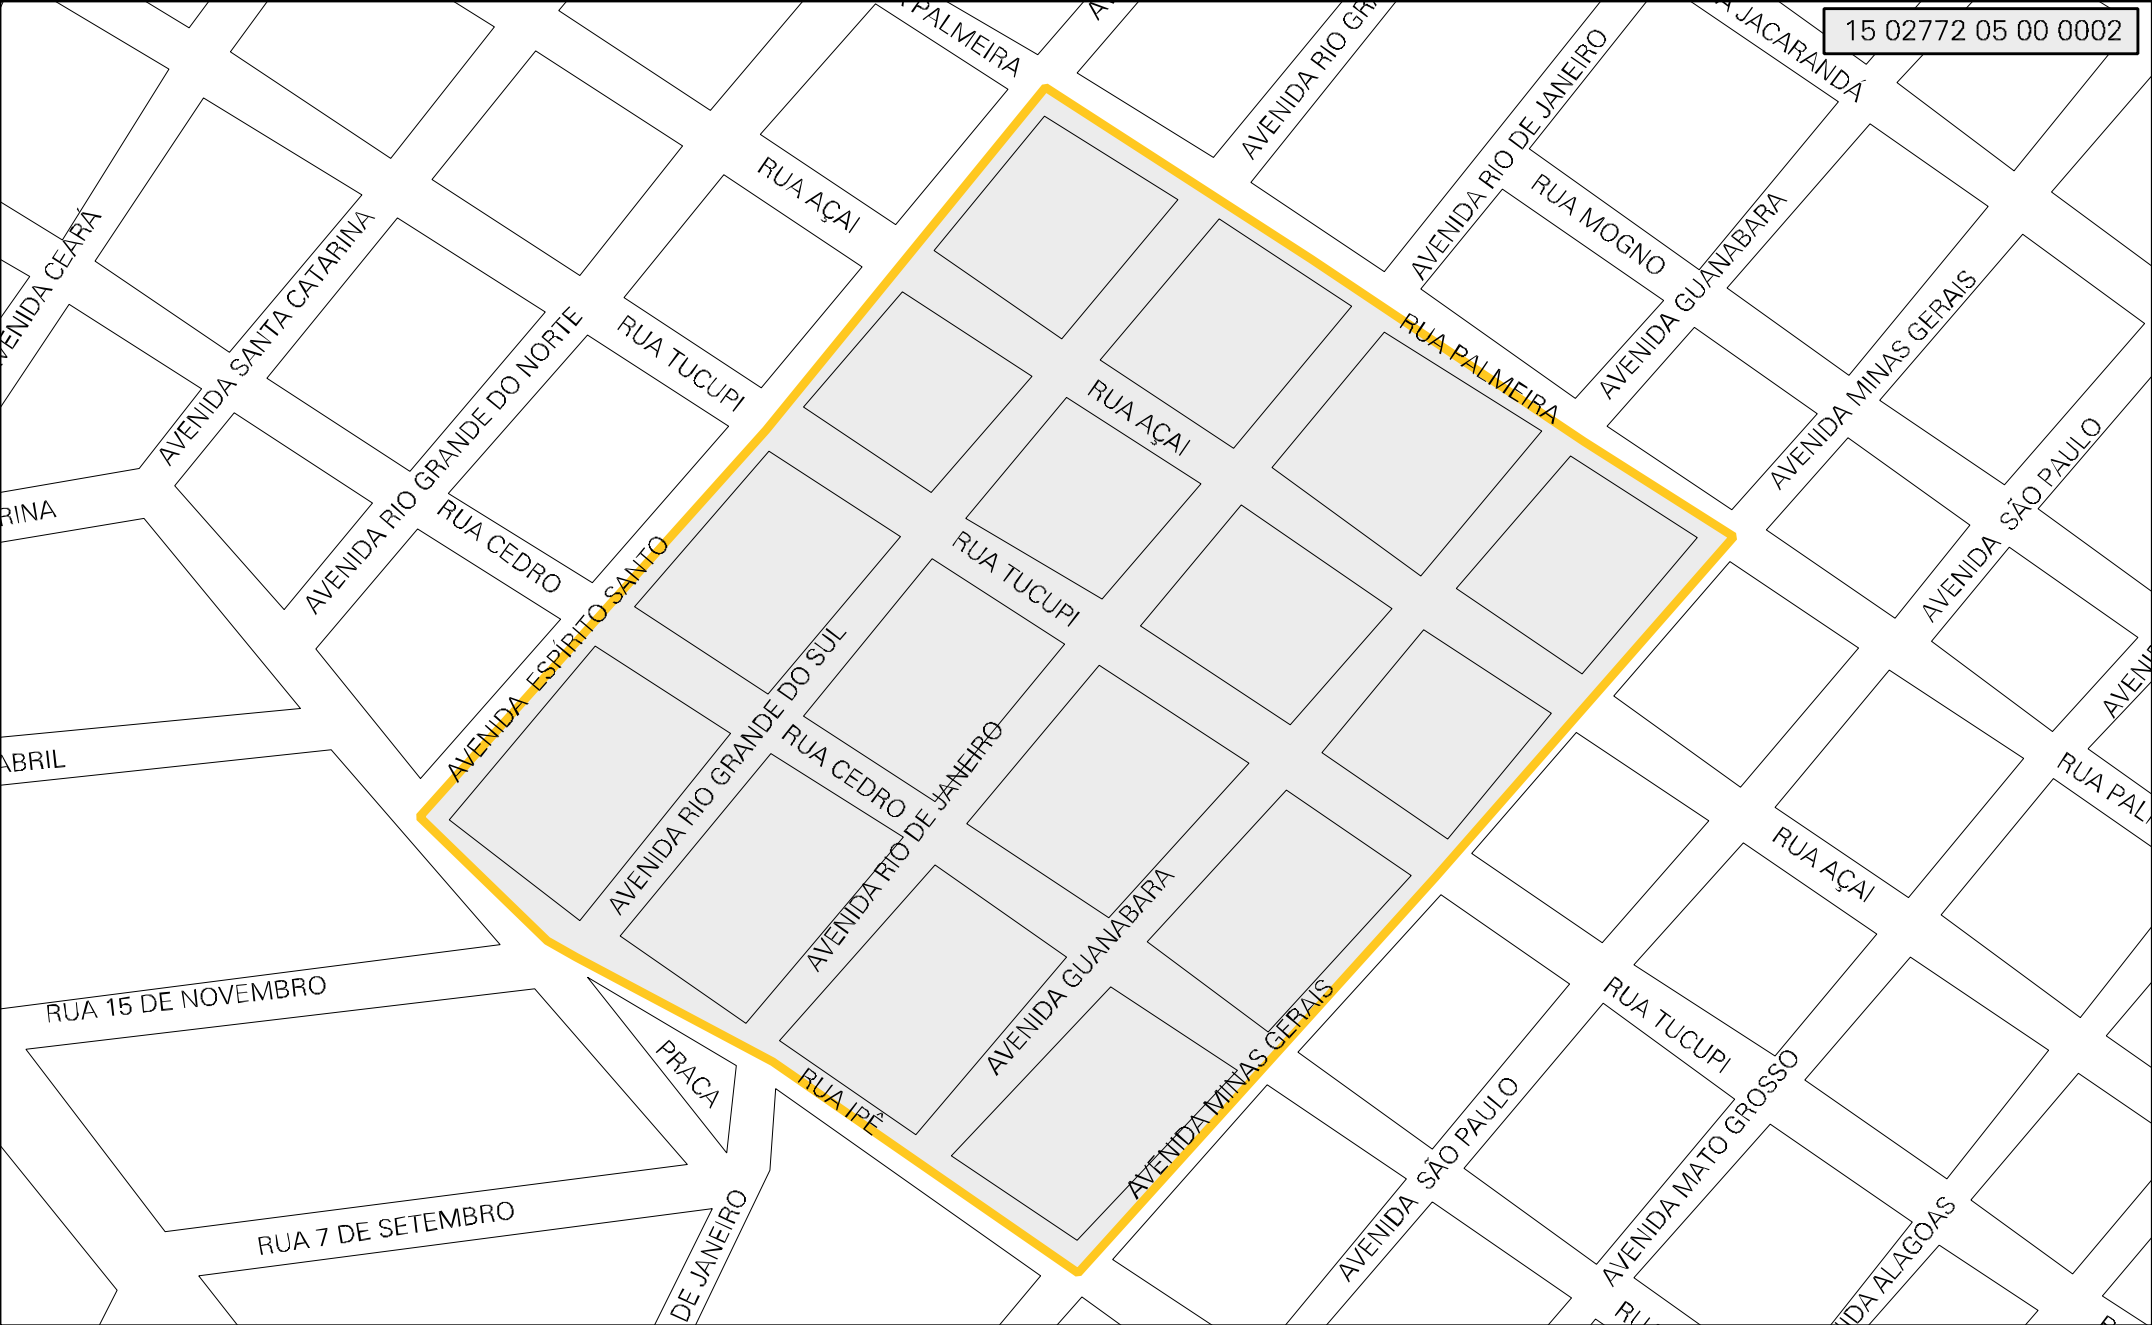 15 02772 05 00 0002
PALMEIRA
AVENIDA RIO
JACARANDÁ
AVENIDA RIO DE JANEIRO
RUA AÇAI
RUA MOGNO
AVENIDA GUANABARA
AVENIDA SANTA CATARINA
CEARÁ
AVENIDA MINAS GERAIS
AVENIDA RIO GRANDE DO NORTE
RUA TUCUPI
RUA PALMEIRA
RUA AÇAI
AVENIDA SÃO PAULO
RUA CEDRO
RINA
AVENIDA ESPÍRITO SANTO
RUA TUCUPI
AVENIDA RIO GRANDE DO SUL
RUA CEDRO
AVENIDA RIO DE JANEIRO
ABRIL
RUA PAL
RUA AÇAI
AVENIDA GUANABARA
RUA 15 DE NOVEMBRO
RUA TUCUPI
AVENIDA MINAS GERAIS
PRACA
RUA IPÊ
AVENIDA SÃO PAULO
AVENIDA MATO GROSSO
RUA 7 DE SETEMBRO
DE JANEIRO
ALAGOAS